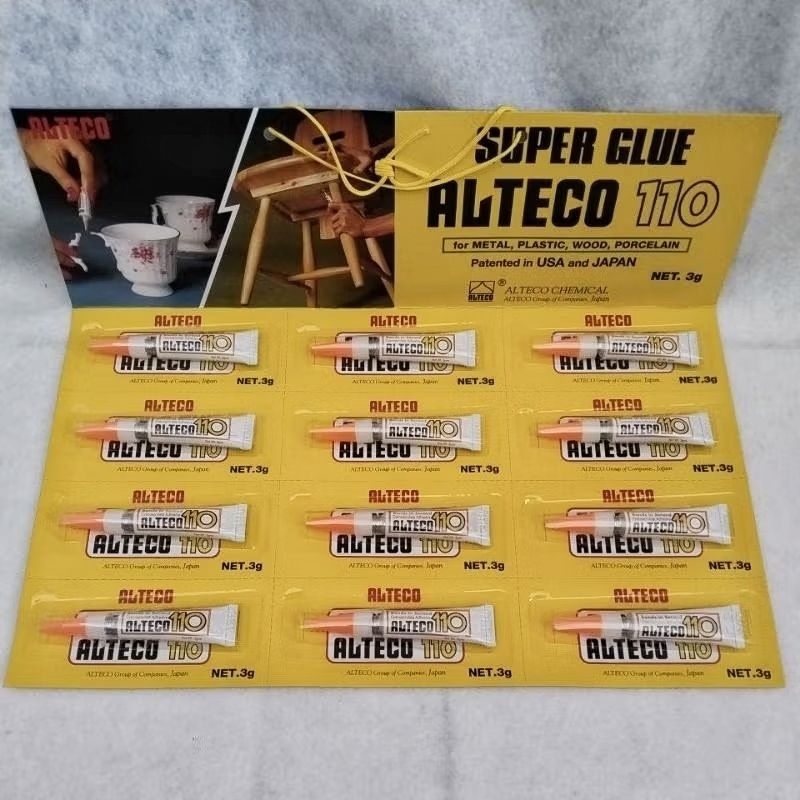 ALTECO
SUPER GLUE
ALTECO 110
for METAL, PLASTIC, WOOD, PORCELAIN
Patented in USA and JAPAN
NET. 3g
ALTECO
® ALTECO CHEMICAL
ALTECO Group of Companies, Japan
ALTECO
ALTECO 110
ALTECO 110
ALTECO Group of Companies, Japan
NET.3g
ALTECO
ALTECO 110
ALTECO 110
ALTECO Group of Companies, Japan
NET.3g
ALTECO
ALTECO 110
ALTECO 110
ALTECO Group of Companies, Japan
NET.3g
ALTECO
ALTECO 110
ALTECO 110
ALTECO Group of Companies, Japan
NET.3g
ALTECO
ALTECO 110
ALTECO 110
ALTECO Group of Companies, Japan
NET.3g
ALTECO
ALTECO 110
ALTECO 110
ALTECO Group of Companies, Japan
NET.3g
ALTECO
ALTECO 110
ALTECO 110
ALTECO Group of Companies, Japan
NET.3g
ALTECO
ALTECO 110
ALTECO 110
ALTECO Group of Companies, Japan
NET.3g
ALTECO
ALTECO 110
ALTECO 110
ALTECO Group of Companies, Japan
NET.3g
ALTECO
ALTECO 110
ALTECO 110
ALTECO Group of Companies, Japan
NET.3g
ALTECO
ALTECO 110
ALTECO 110
ALTECO Group of Companies, Japan
NET.3g
ALTECO
ALTECO 110
ALTECO 110
ALTECO Group of Companies, Japan
NET.3g